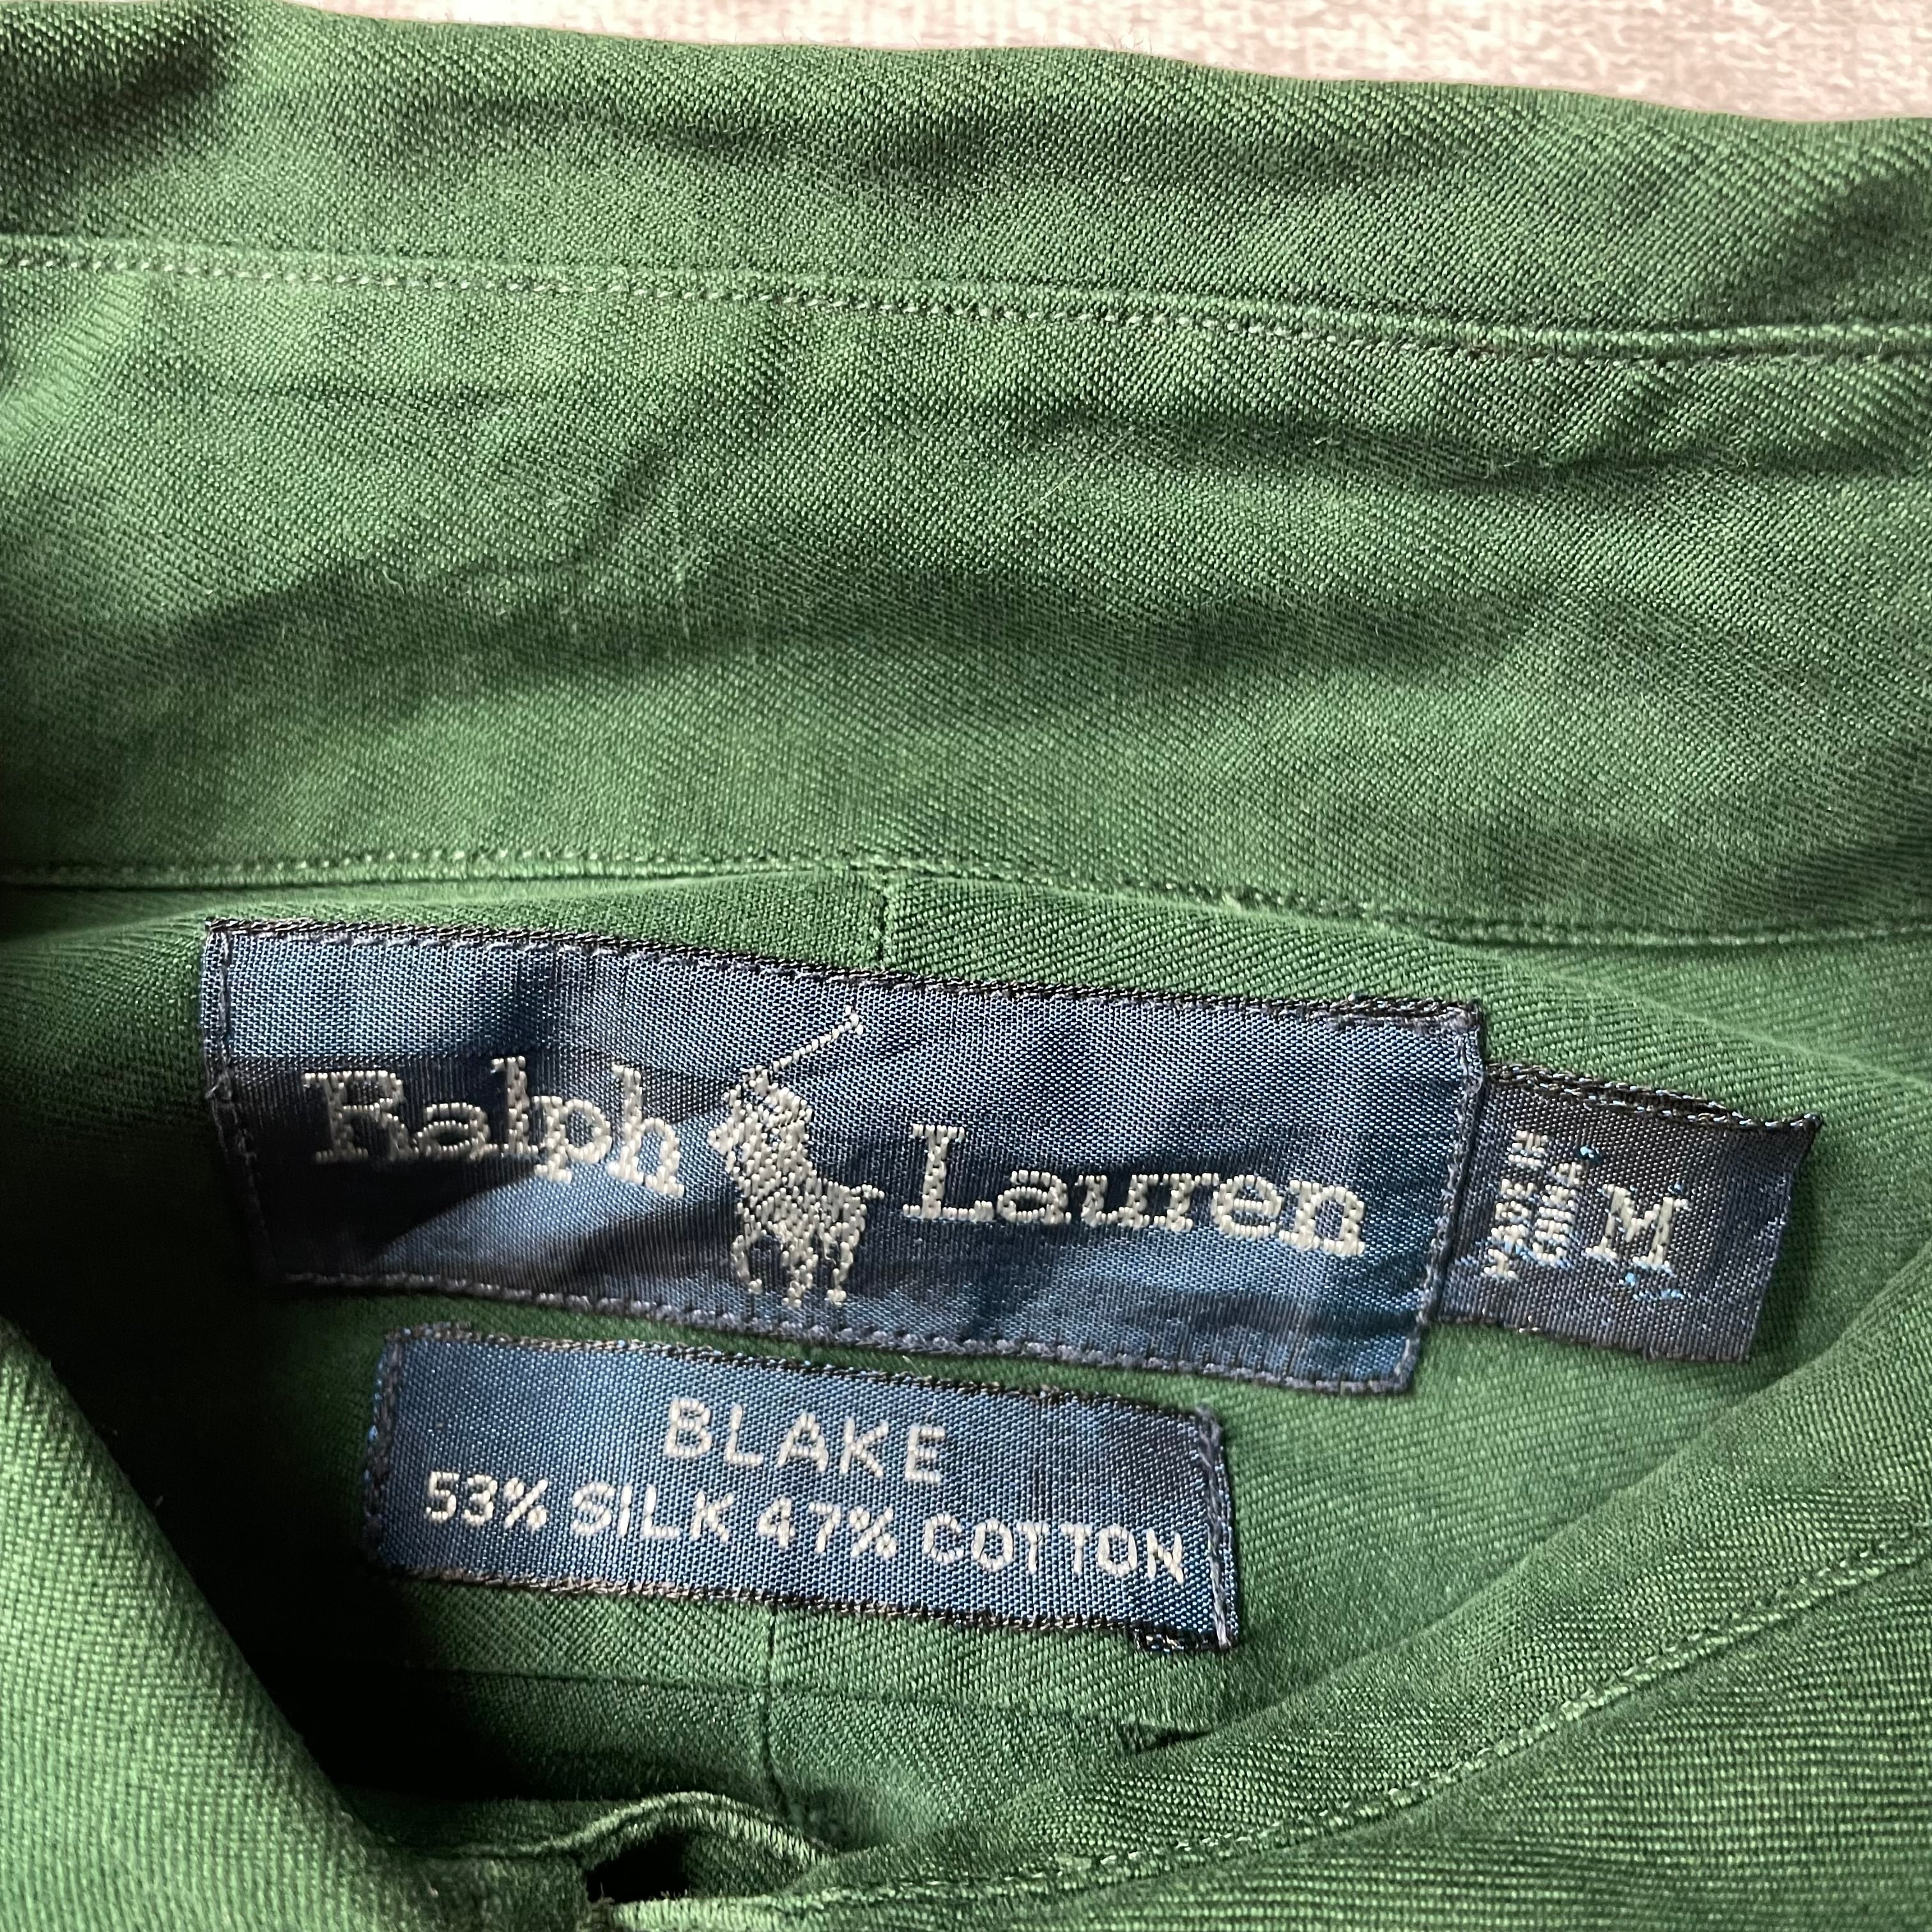 Ralph Lauren
M
BLAKE
53% SILK 47% COTTON